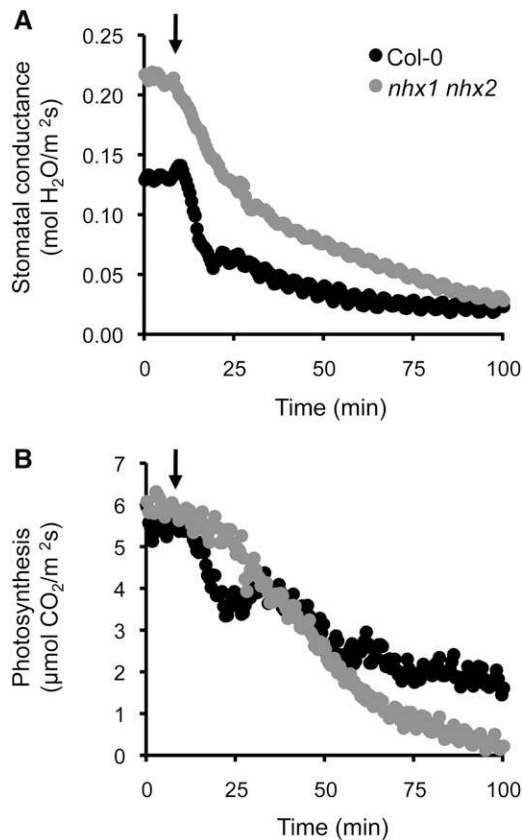 A
0.25
0.20
0.15
0.10
0.05
0.00
Stomatal conductance
(mol H₂O/m ²s)
Col-0
nhx1 nhx2
0 25 50 75 100
Time (min)
B
7
6
5
4
3
2
1
0
Photosynthesis
(µmol CO₂/m ²s)
0 25 50 75 100
Time (min)